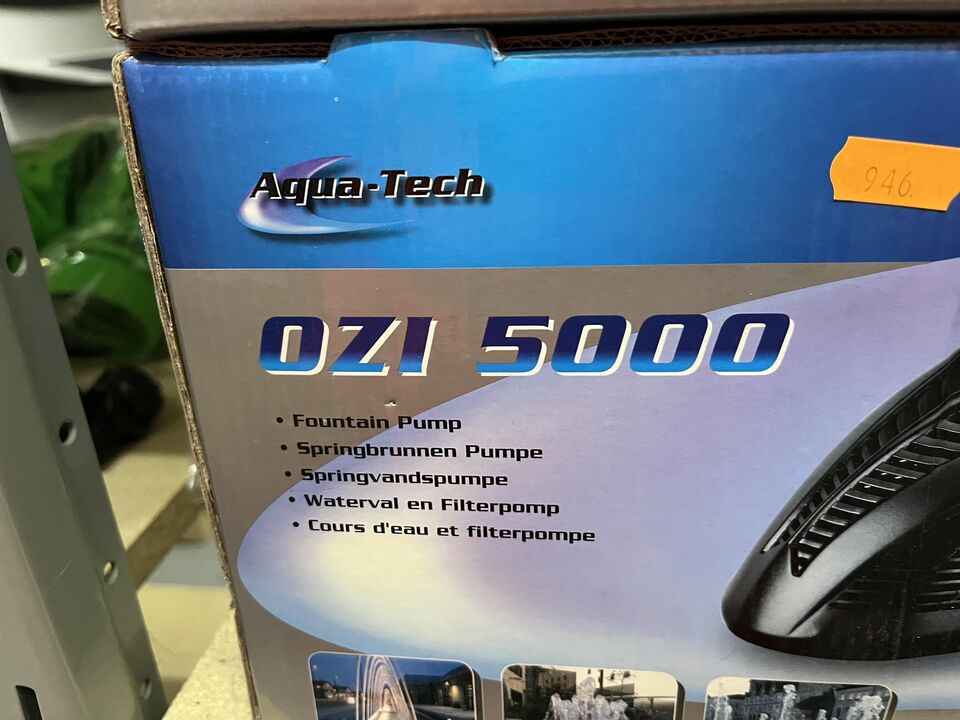 Aqua-Tech
946.
OZI 5000
• Fountain Pump
• Springbrunnen Pumpe
• Springvandspumpe
• Waterval en Filterpomp
• Cours d'eau et filterpompe